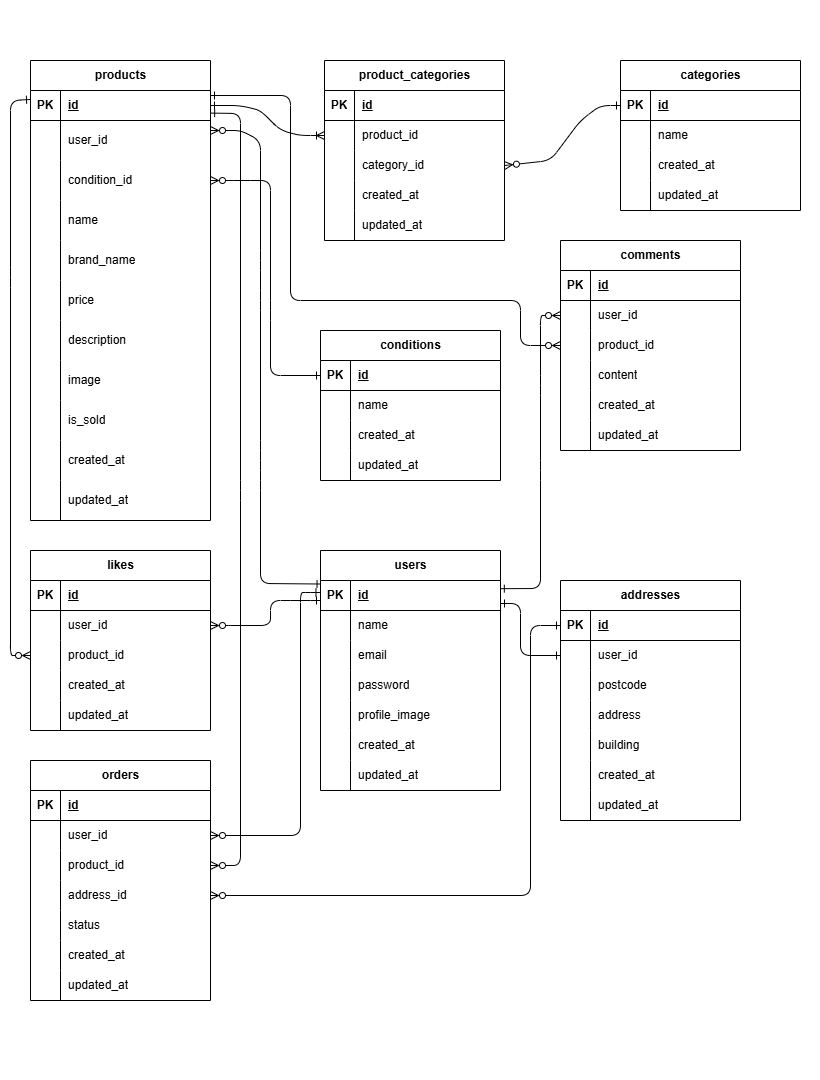 products
PK id
user_id
condition_id
name
brand_name
price
description
image
is_sold
created_at
updated_at
product_categories
PK id
product_id
category_id
created_at
updated_at
categories
PK id
name
created_at
updated_at
comments
PK id
user_id
product_id
content
created_at
updated_at
conditions
PK id
name
created_at
updated_at
likes
PK id
user_id
product_id
created_at
updated_at
users
PK id
name
email
password
profile_image
created_at
updated_at
addresses
PK id
user_id
postcode
address
building
created_at
updated_at
orders
PK id
user_id
product_id
address_id
status
created_at
updated_at